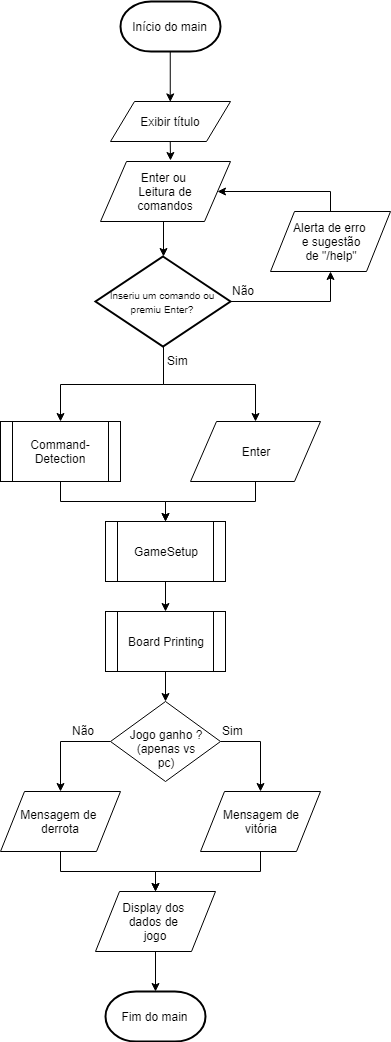 Início do main
Exibir título
Enter ou
Leitura de
comandos
Alerta de erro
e sugestão
de "/help"
Inseriu um comando ou
premiu Enter?
Não
Sim
Command-
Detection
Enter
GameSetup
Board Printing
Não
Sim
Jogo ganho ?
(apenas vs
pc)
Mensagem de
derrota
Mensagem de
vitória
Display dos
dados de
jogo
Fim do main